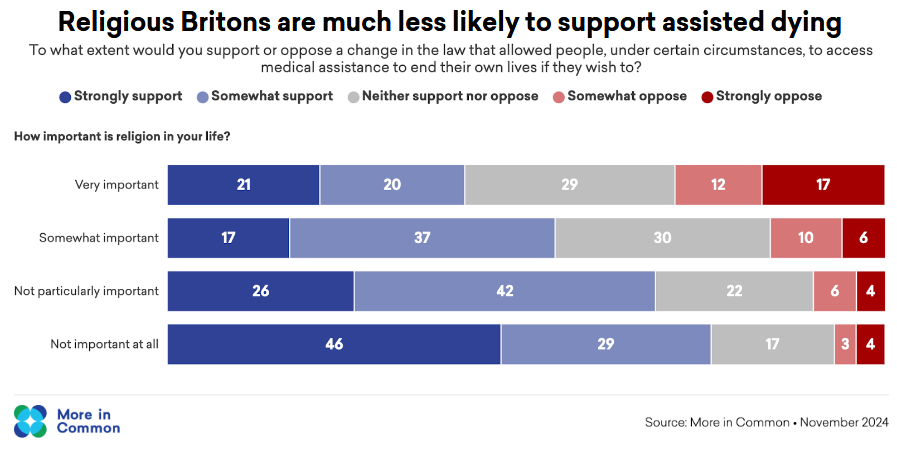 Religious Britons are much less likely to support assisted dying
To what extent would you support or oppose a change in the law that allowed people, under certain circumstances, to access
medical assistance to end their own lives if they wish to?
Strongly support Somewhat support Neither support nor oppose Somewhat oppose Strongly oppose
How important is religion in your life?
Very important 21 20 29 12 17
Somewhat important 17 37 30 10 6
Not particularly important 26 42 22 6 4
Not important at all 46 29 17 3 4
More in
Common
Source: More in Common • November 2024